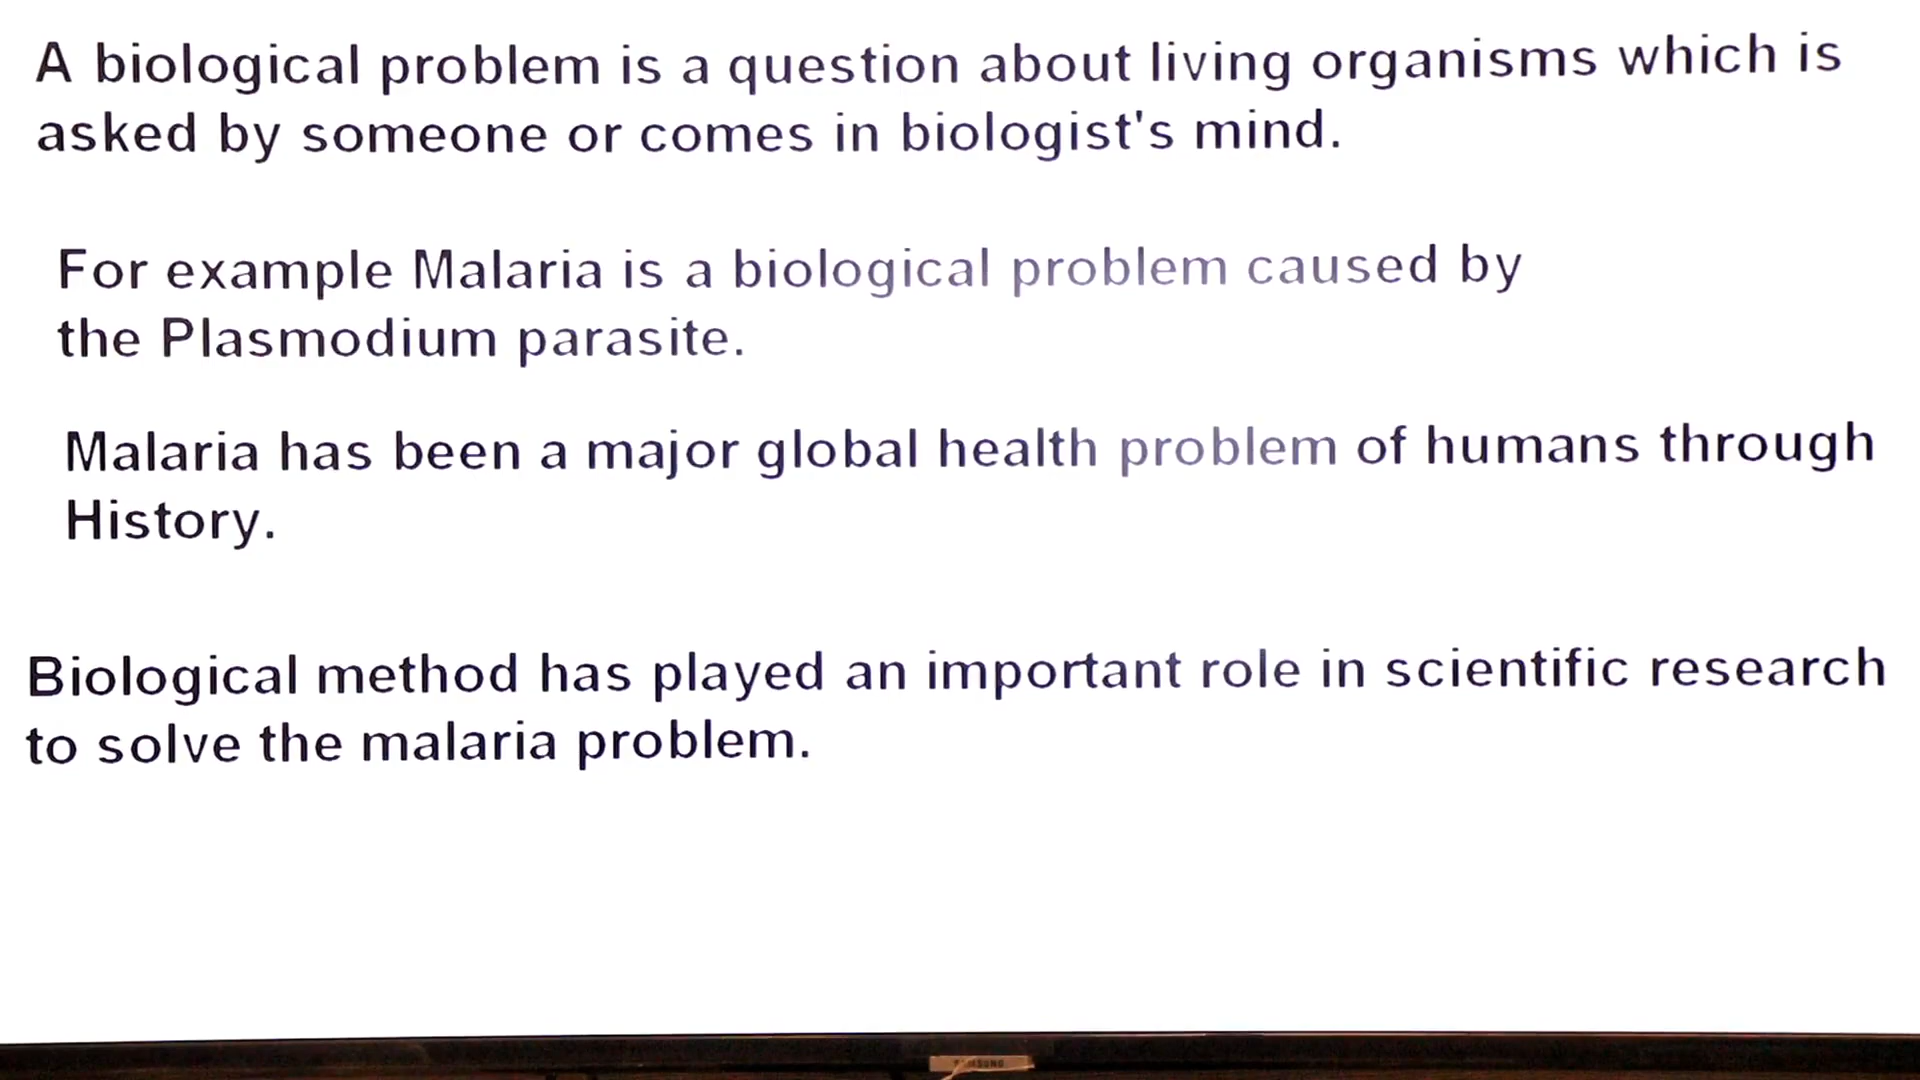 A biological problem is a question about living organisms which is
asked by someone or comes in biologist's mind.
For example Malaria is a biological problem caused by
the Plasmodium parasite.
Malaria has been a major global health problem of humans through
History.
Biological method has played an important role in scientific research
to solve the malaria problem.
SAMSUNG